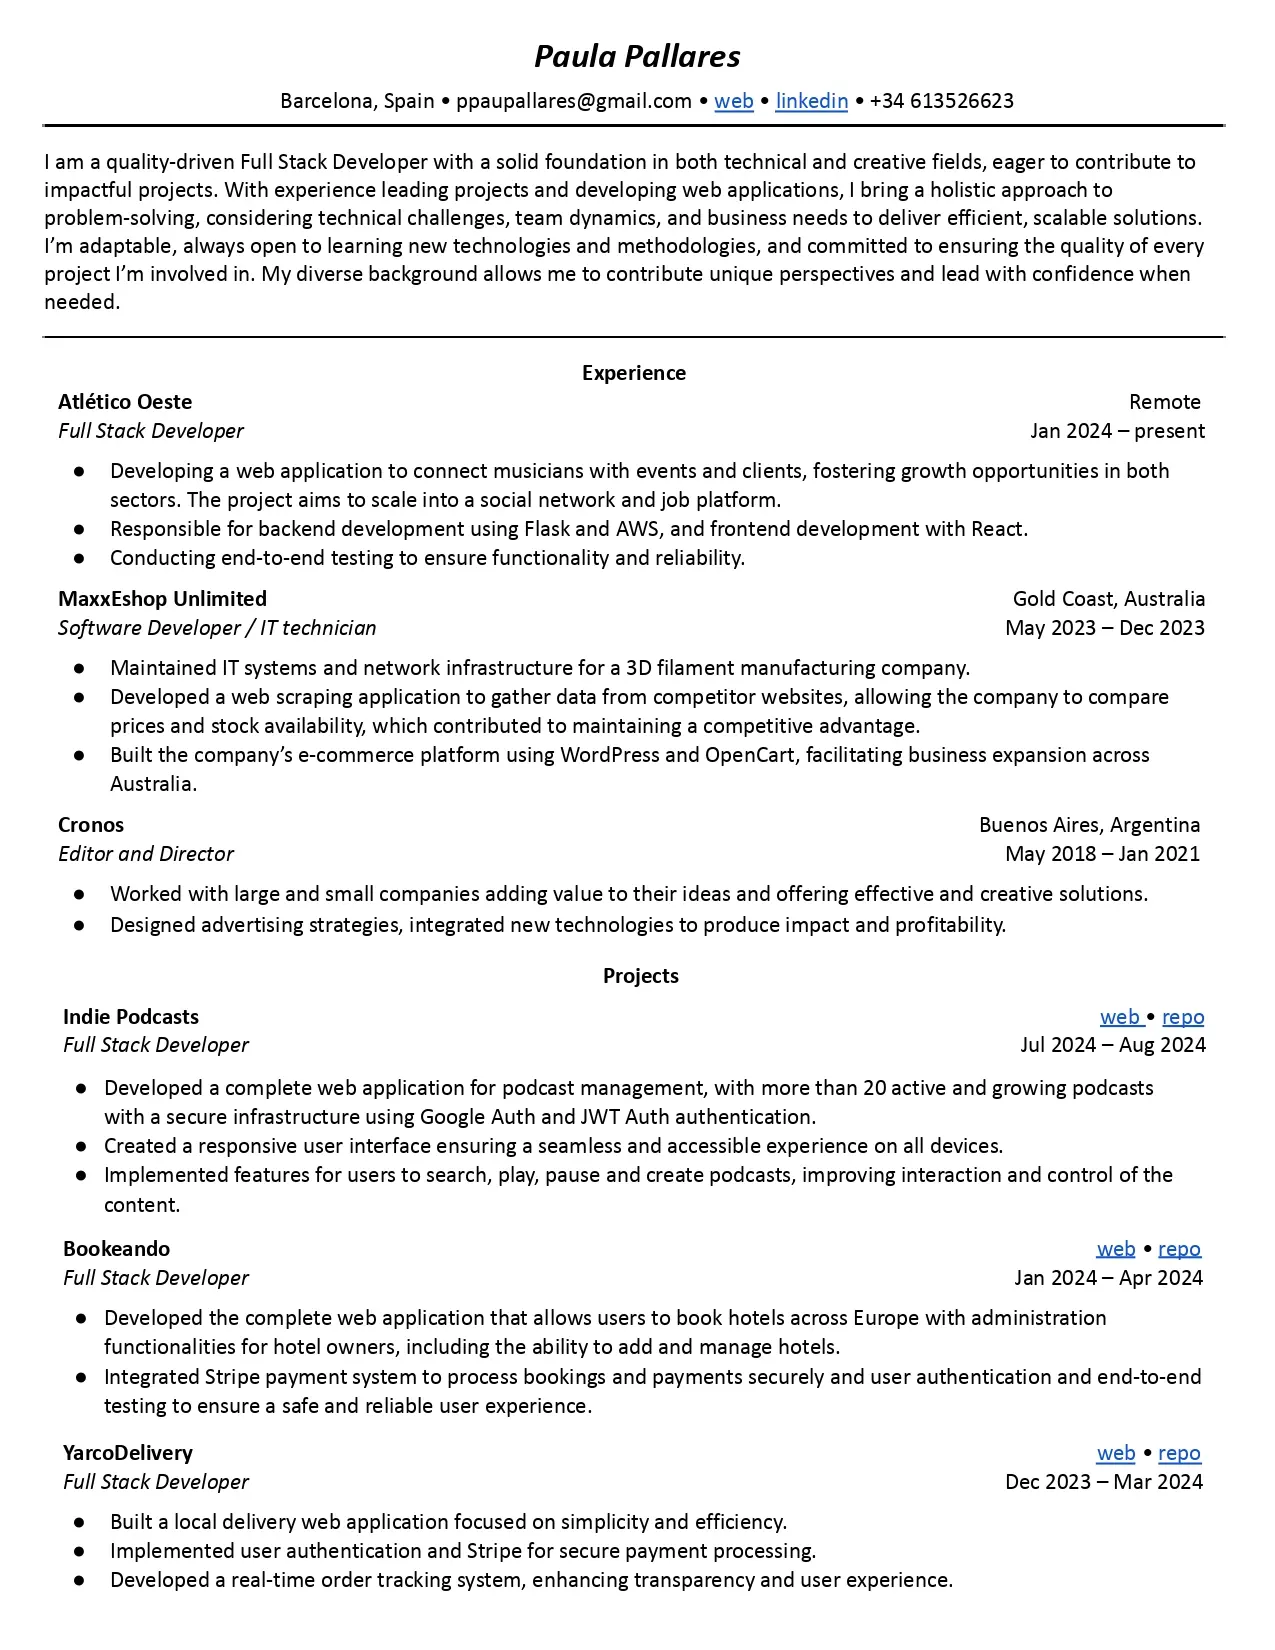 Paula Pallares
Barcelona, Spain • ppaupallares@gmail.com • web • linkedin • +34 613526623
I am a quality-driven Full Stack Developer with a solid foundation in both technical and creative fields, eager to contribute to
impactful projects. With experience leading projects and developing web applications, I bring a holistic approach to
problem-solving, considering technical challenges, team dynamics, and business needs to deliver efficient, scalable solutions.
I’m adaptable, always open to learning new technologies and methodologies, and committed to ensuring the quality of every
project I’m involved in. My diverse background allows me to contribute unique perspectives and lead with confidence when
needed.
Experience
Atlético Oeste Remote
Full Stack Developer Jan 2024 – present
● Developing a web application to connect musicians with events and clients, fostering growth opportunities in both
sectors. The project aims to scale into a social network and job platform.
● Responsible for backend development using Flask and AWS, and frontend development with React.
● Conducting end-to-end testing to ensure functionality and reliability.
MaxxEshop Unlimited Gold Coast, Australia
Software Developer / IT technician May 2023 – Dec 2023
● Maintained IT systems and network infrastructure for a 3D filament manufacturing company.
● Developed a web scraping application to gather data from competitor websites, allowing the company to compare
prices and stock availability, which contributed to maintaining a competitive advantage.
● Built the company’s e-commerce platform using WordPress and OpenCart, facilitating business expansion across
Australia.
Cronos Buenos Aires, Argentina
Editor and Director May 2018 – Jan 2021
● Worked with large and small companies adding value to their ideas and offering effective and creative solutions.
● Designed advertising strategies, integrated new technologies to produce impact and profitability.
Projects
Indie Podcasts web • repo
Full Stack Developer Jul 2024 – Aug 2024
● Developed a complete web application for podcast management, with more than 20 active and growing podcasts
with a secure infrastructure using Google Auth and JWT Auth authentication.
● Created a responsive user interface ensuring a seamless and accessible experience on all devices.
● Implemented features for users to search, play, pause and create podcasts, improving interaction and control of the
content.
Bookeando web • repo
Full Stack Developer Jan 2024 – Apr 2024
● Developed the complete web application that allows users to book hotels across Europe with administration
functionalities for hotel owners, including the ability to add and manage hotels.
● Integrated Stripe payment system to process bookings and payments securely and user authentication and end-to-end
testing to ensure a safe and reliable user experience.
YarcoDelivery web • repo
Full Stack Developer Dec 2023 – Mar 2024
● Built a local delivery web application focused on simplicity and efficiency.
● Implemented user authentication and Stripe for secure payment processing.
● Developed a real-time order tracking system, enhancing transparency and user experience.